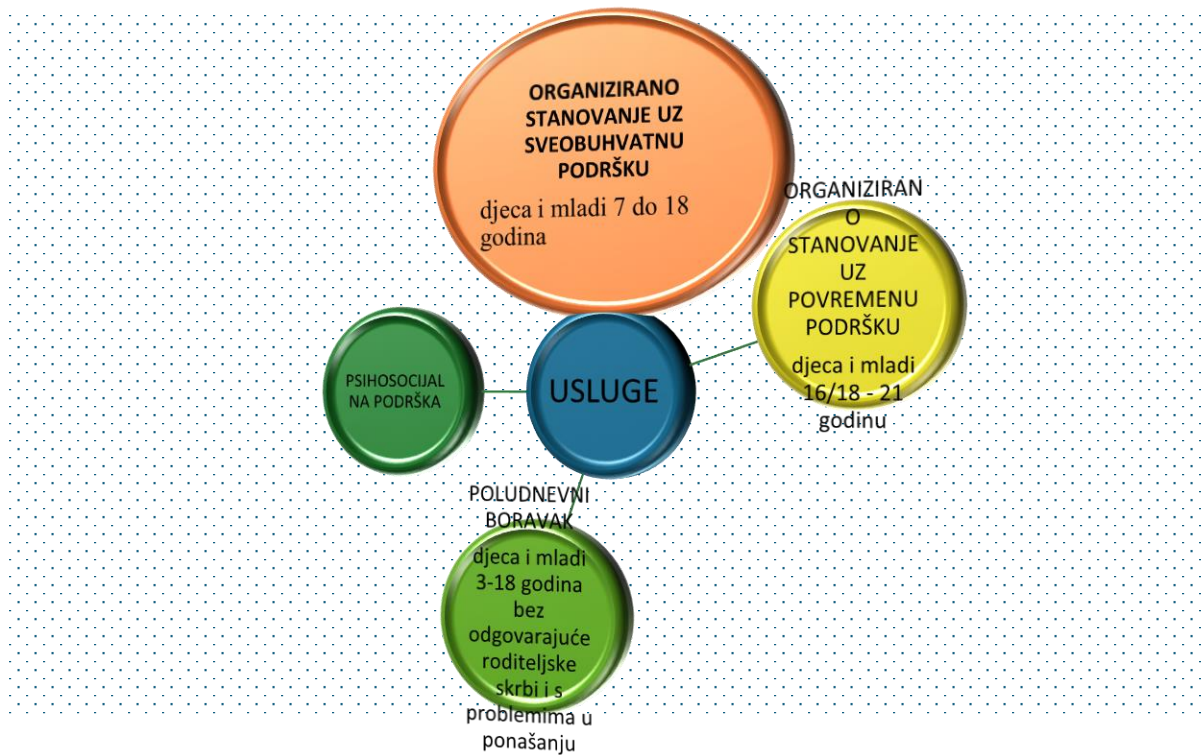 ORGANIZIRANO
STANOVANJE UZ
SVEOBUHVATNU
PODRŠKU
djeca i mladi 7 do 18
godina
ORGANIZIRAN
O
STANOVANJE
UZ
POVREMENU
PODRŠKU
djeca i mladi
16/18 - 21
godinu
PSIHOSOCIJAL
NA PODRŠKA
USLUGE
POLUDNEVNI
BORAVAK
djeca i mladi
3-18 godina
bez
odgovarajuće
roditeljske
skrbi i s
problemima u
ponašanju